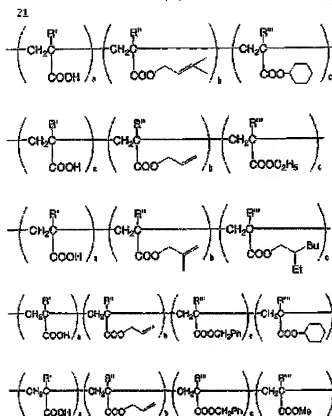 21
R' R" R'''
CH₂C CH₂C CH₂C
COOH a COO b COO c
R' R" R'''
CH₂C CH₂C CH₂C
COOH a COO b COOC₂H₅ c
R' R" R'''
CH₂C CH₂C CH₂C Bu
COOH a COO b COO c
Et
R' R" R''' R''''
CH₂C CH₂C CH₂C CH₂C
COOH a COO b COOCH₂Ph c COO
R' R" R''' R''''
CH₂C CH₂C CH₂C CH₂C
COOH a COO b COOCH₂Ph c COOMe